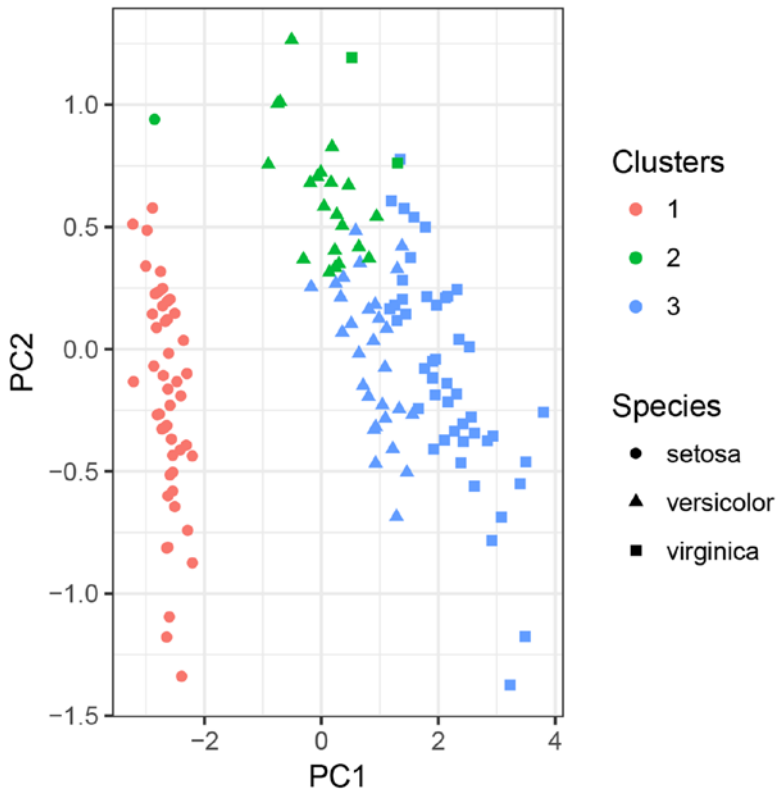 1.0
0.5
0.0
−0.5
−1.0
−1.5
PC2
−2
0
2
4
PC1
Clusters
1
2
3
Species
setosa
versicolor
virginica